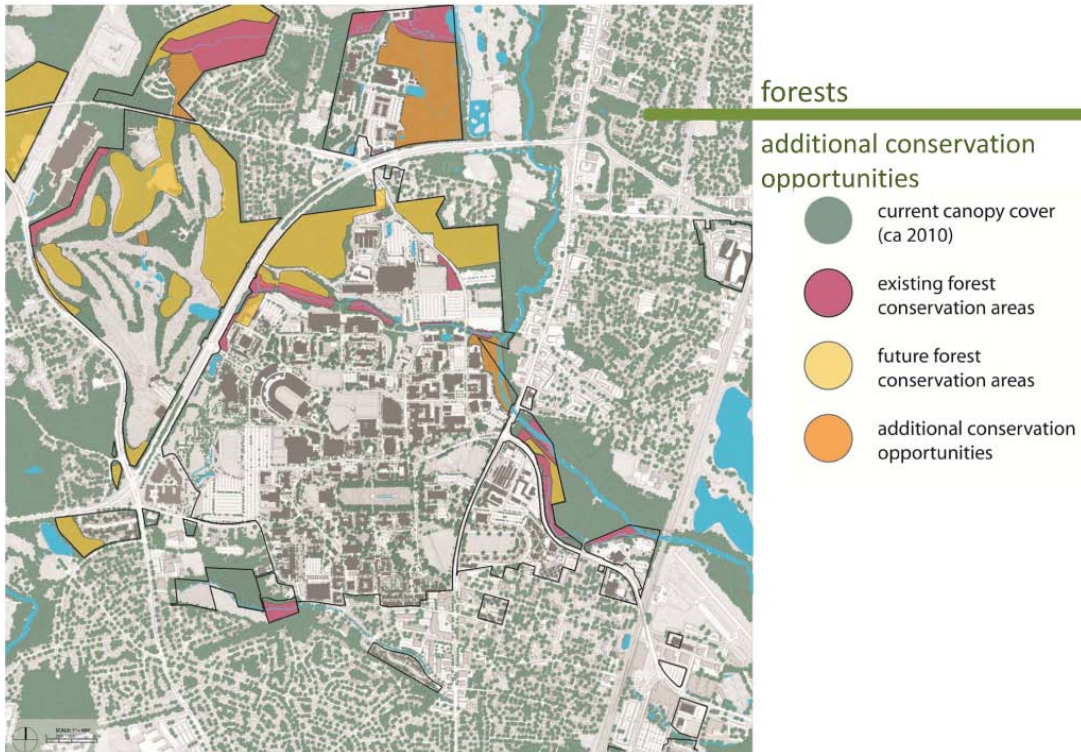 forests
additional conservation
opportunities
current canopy cover
(ca 2010)
existing forest
conservation areas
future forest
conservation areas
additional conservation
opportunities